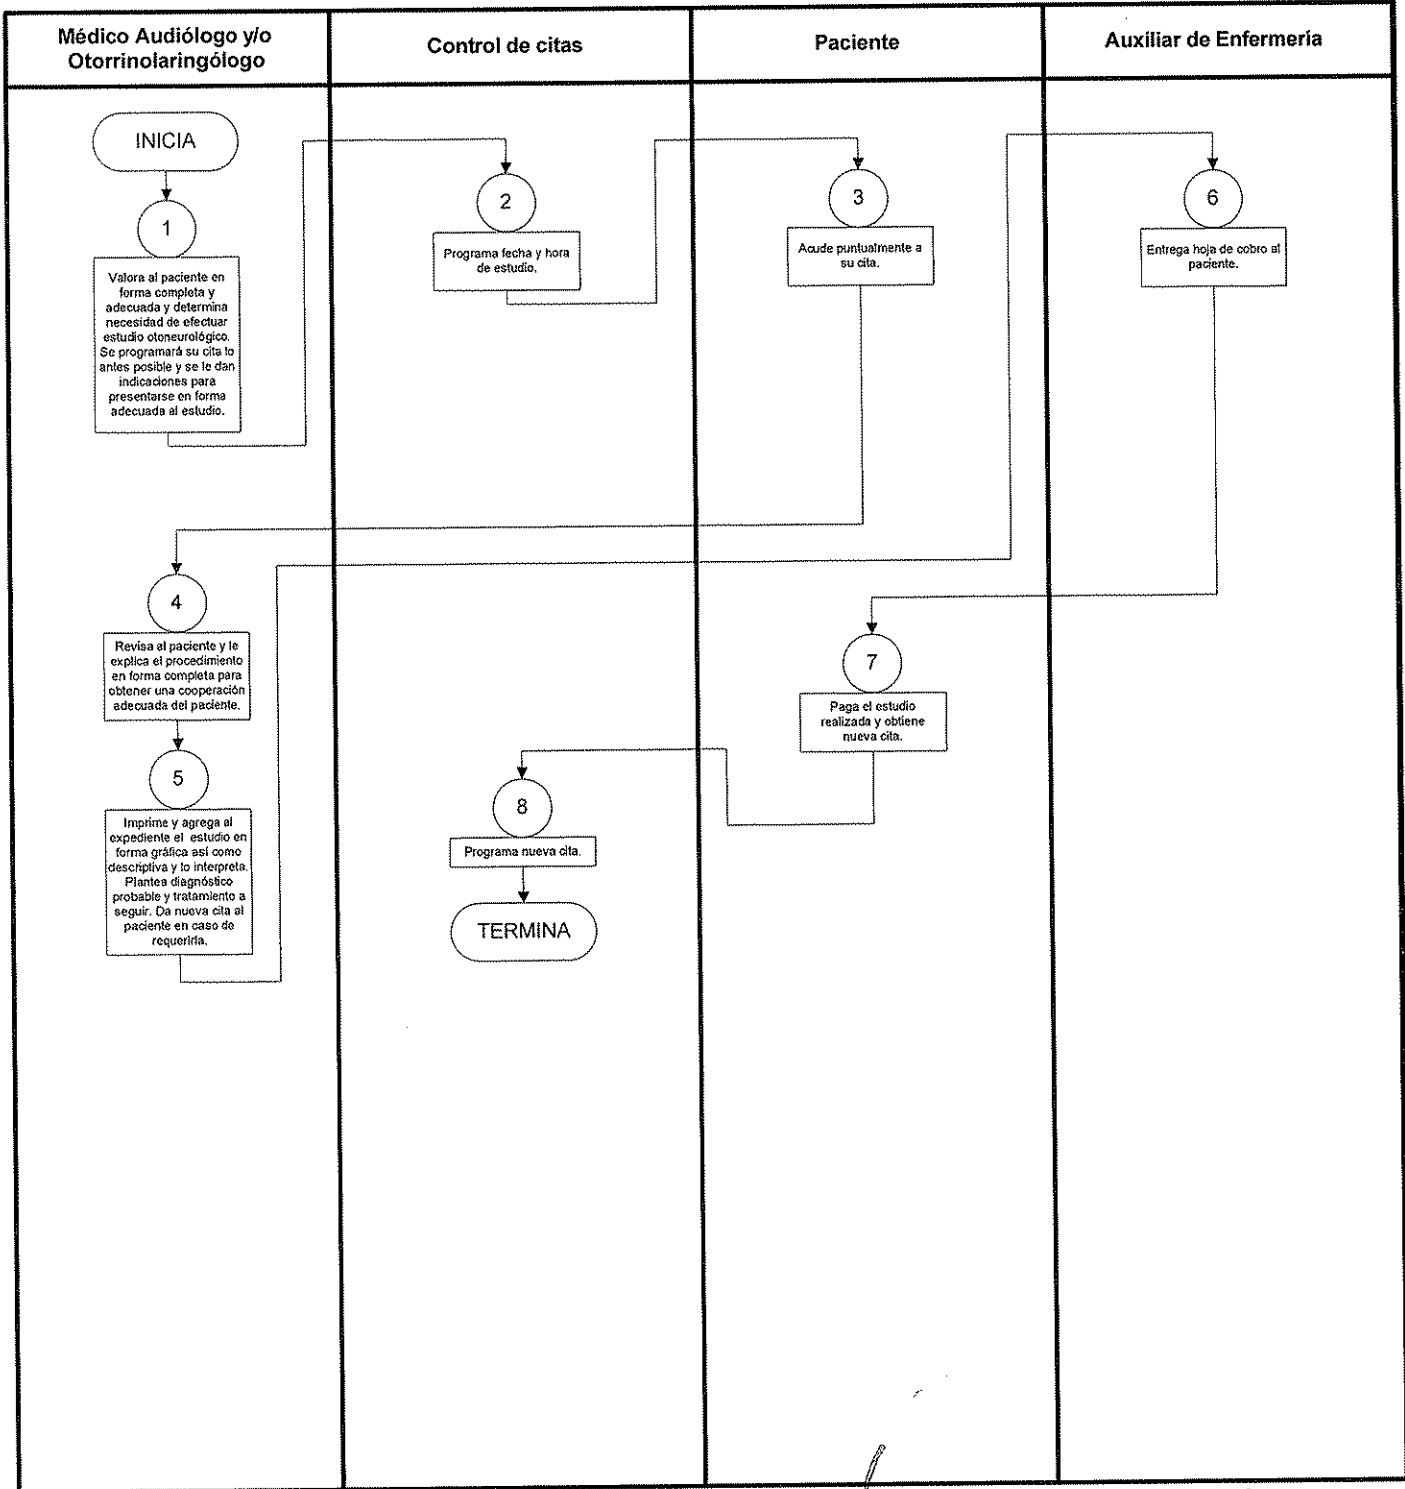 Médico Audiólogo y/o
Otorrinolaringólogo
Control de citas
Paciente
Auxiliar de Enfermería
INICIA
1
Valora al paciente en
forma completa y
adecuada y determina
necesidad de efectuar
estudio otoneurológico.
Se programará su cita lo
antes posible y se le dan
indicaciones para
presentarse en forma
adecuada al estudio.
2
Programa fecha y hora
de estudio.
3
Acude puntualmente a
su cita.
4
Revisa al paciente y le
explica el procedimiento
en forma completa para
obtener una cooperación
adecuada del paciente.
5
Imprime y agrega al
expediente el estudio en
forma gráfica así como
descriptiva y lo interpreta.
Plantea diagnóstico
probable y tratamiento a
seguir. Da nueva cita al
paciente en caso de
requerirla.
6
Entrega hoja de cobro al
paciente.
7
Paga el estudio
realizada y obtiene
nueva cita.
8
Programa nueva cita.
TERMINA